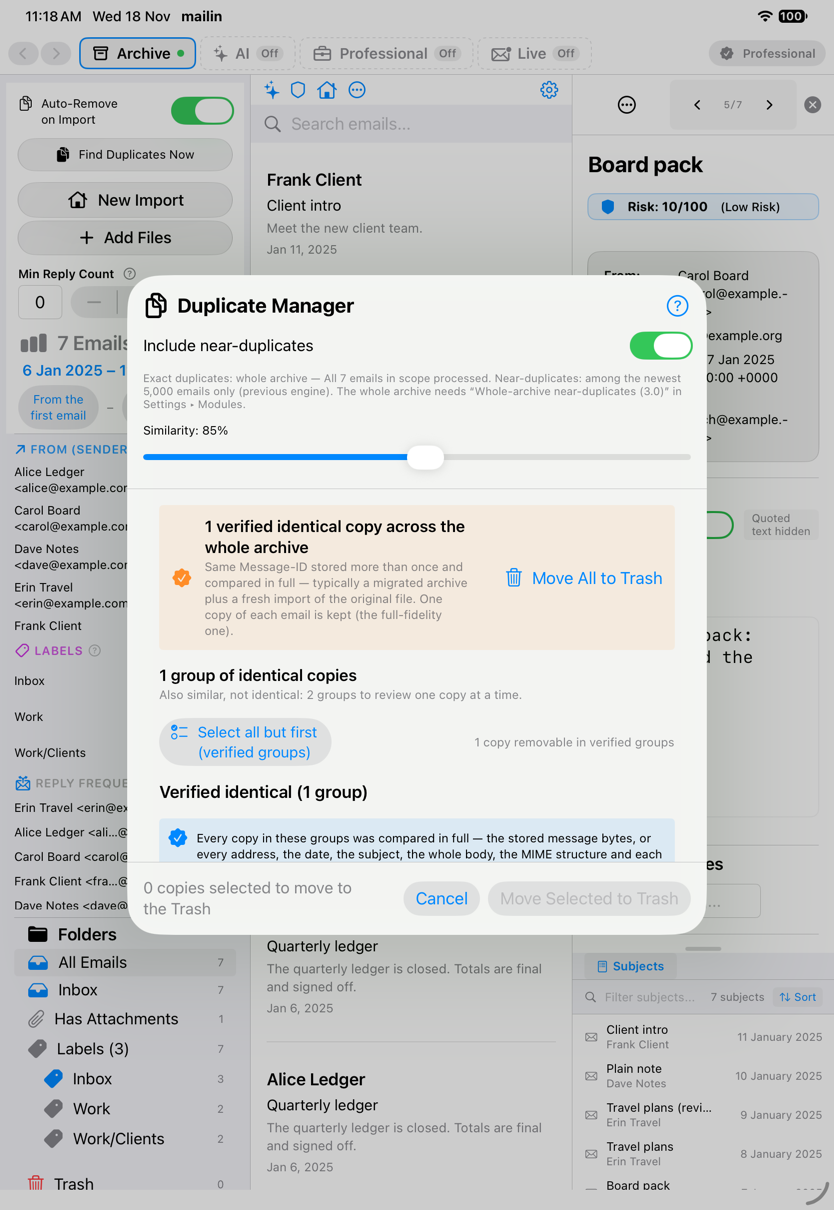 11:18 AM Wed 18 Nov mailin
100
Archive
AI Off
Professional Off
Live Off
Professional
Auto-Remove
on Import
Find Duplicates Now
New Import
Add Files
Min Reply Count
0
7 Emails
6 Jan 2025 – 1
From the
first email
–
FROM (SENDER
Alice Ledger
<alice@example.com
Carol Board
<carol@example.com
Dave Notes
<dave@example.com
Erin Travel
<erin@example.com
Frank Client
LABELS
Inbox
Work
Work/Clients
REPLY FREQUE
Erin Travel <erin@ex
Alice Ledger <ali...@
Carol Board <carol@
Frank Client <fra...@
Dave Notes <dave@
Folders
All Emails 7
Inbox 7
Has Attachments 1
Labels (3) 7
Inbox 3
Work 2
Work/Clients 2
Trash 0
Search emails...
Frank Client
Client intro
Meet the new client team.
Jan 11, 2025
Duplicate Manager
Include near-duplicates
Exact duplicates: whole archive — All 7 emails in scope processed. Near-duplicates: among the newest
5,000 emails only (previous engine). The whole archive needs “Whole-archive near-duplicates (3.0)” in
Settings ▸ Modules.
Similarity: 85%
1 verified identical copy across the
whole archive
Same Message-ID stored more than once and
compared in full — typically a migrated archive
plus a fresh import of the original file. One
copy of each email is kept (the full-fidelity
one).
Move All to Trash
1 group of identical copies
Also similar, not identical: 2 groups to review one copy at a time.
Select all but first
(verified groups)
1 copy removable in verified groups
Verified identical (1 group)
Every copy in these groups was compared in full — the stored message bytes, or
every address, the date, the subject, the whole body, the MIME structure and each
0 copies selected to move to
the Trash
Cancel
Move Selected to Trash
Quarterly ledger
The quarterly ledger is closed. Totals are final
and signed off.
Jan 6, 2025
Alice Ledger
Quarterly ledger
The quarterly ledger is closed. Totals are final
and signed off.
Jan 6, 2025
5/7
Board pack
Risk: 10/100 (Low Risk)
From: Carol Board
rol@example.-
>
example.org
7 Jan 2025
0:00 +0000
ch@example.-
>
Quoted
text hidden
pack:
d the
es
...
Subjects
Filter subjects... 7 subjects Sort
Client intro
Frank Client
11 January 2025
Plain note
Dave Notes
10 January 2025
Travel plans (revi...
Erin Travel
9 January 2025
Travel plans
Erin Travel
8 January 2025
Board pack